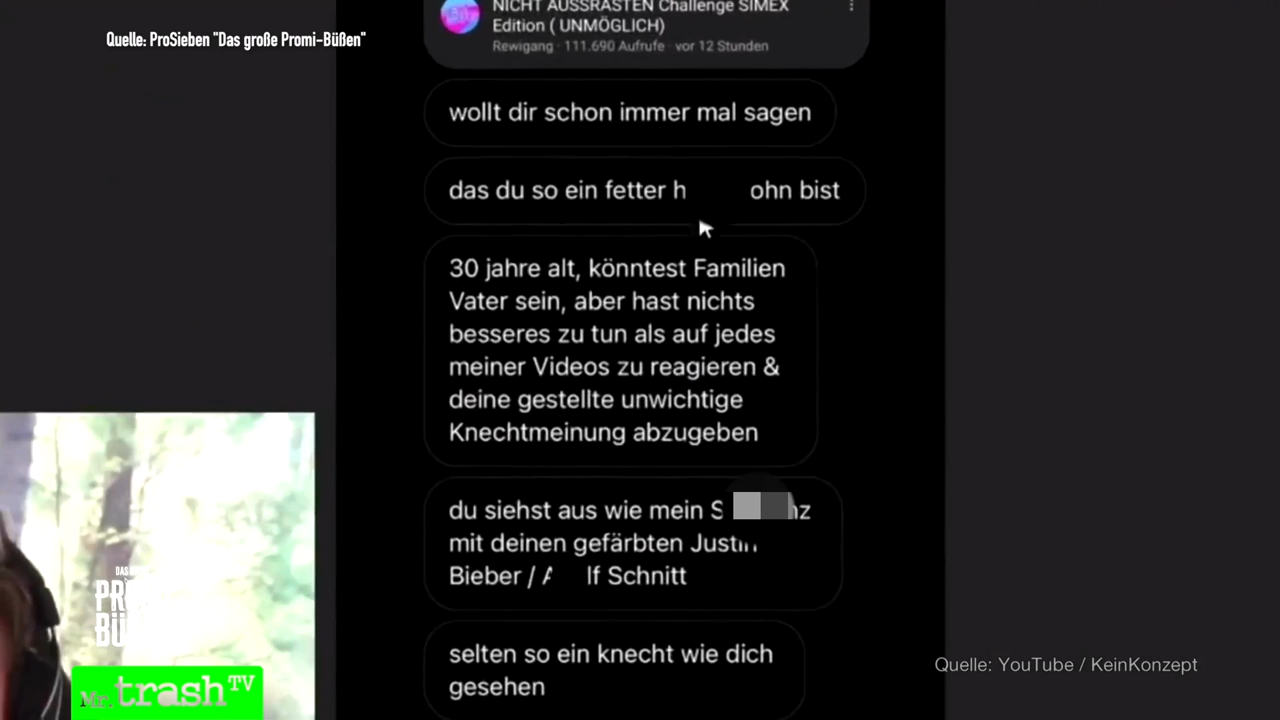 NICHT AUSSRASTEN Challenge SIMEX
Edition ( UNMÖGLICH)
Rewigang · 111.690 Aufrufe · vor 12 Stunden
Quelle: ProSieben "Das große Promi-Büßen"
wollt dir schon immer mal sagen
das du so ein fetter h ohn bist
30 jahre alt, könntest Familien
Vater sein, aber hast nichts
besseres zu tun als auf jedes
meiner Videos zu reagieren &
deine gestellte unwichtige
Knechtmeinung abzugeben
du siehst aus wie mein S nz
mit deinen gefärbten Justin
Bieber / A lf Schnitt
selten so ein knecht wie dich
gesehen
Mr. trash TV
Quelle: YouTube / KeinKonzept